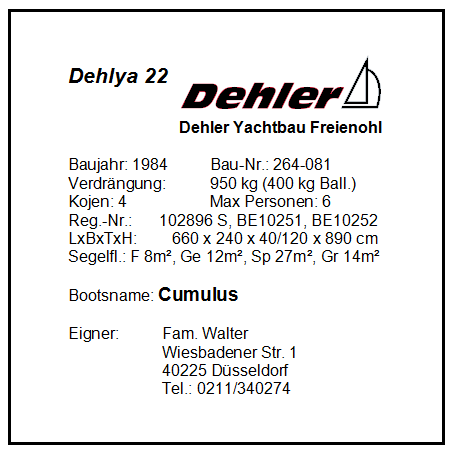 Dehlya 22
Dehler
Dehler Yachtbau Freienohl
Baujahr: 1984 Bau-Nr.: 264-081
Verdrängung: 950 kg (400 kg Ball.)
Kojen: 4 Max Personen: 6
Reg.-Nr.: 102896 S, BE10251, BE10252
LxBxTxH: 660 x 240 x 40/120 x 890 cm
Segelfl.: F 8m², Ge 12m², Sp 27m², Gr 14m²
Bootsname: Cumulus
Eigner: Fam. Walter
Wiesbadener Str. 1
40225 Düsseldorf
Tel.: 0211/340274